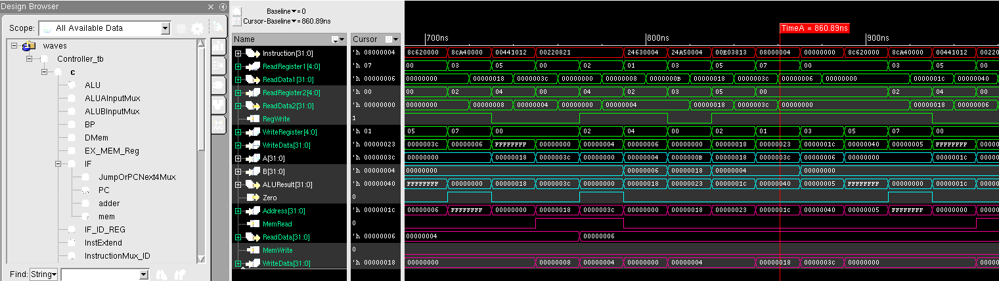 Design Browser
Scope: All Available Data
waves
Controller_tb
c
ALU
ALUAInputMux
ALUBInputMux
BP
DMem
EX_MEM_Reg
IF
JumpOrPCNext4Mux
PC
adder
mem
IF_ID_REG
InstExtend
InstructionMux_ID
Find: String
Baseline = 0
Cursor-Baseline = 860.89ns
TimeA = 860.89ns
Name Cursor 700ns 800ns 900ns
Instruction[31:0] 'h 08000004 8C620000 8CA40000 00441012 00220821 24630004 24A50004 00E03813 08000004 00000000 8C620000 8CA40000 00441012 00220
ReadRegister1[4:0] 'h 07 00 03 05 00 02 01 03 05 07 00 03 05 00
ReadData1[31:0] 'h 00000006 00000000 00000018 0000003c 00000000 00000008 0000000B 00000018 0000003c 00000006 00000000 0000001c 00000040
ReadRegister2[4:0] 'h 00 00 02 04 00 04 02 03 05 00 02 04 00
ReadData2[31:0] 'h 00000000 00000000 00000008 00000004 00000000 00000004 00000018 0000003c 00000000 00000018 00000006
RegWrite 1
WriteRegister[4:0] 'h 01 05 07 00 02 04 00 02 01 03 05 07 00
WriteData[31:0] 'h 00000023 0000003c 00000006 FFFFFFFF 00000000 00000004 00000006 00000000 00000018 00000023 0000001c 00000040 00000005 FFFFFFFF 00000000
A[31:0] 'h 0000003c 00000000 00000018 0000003c 00000000 00000004 0000000B 00000018 0000003c 00000006 00000000 0000001c
B[31:0] 'h 00000004 00000000 00000006 00000018 00000004 00000000
ALUResult[31:0] 'h 00000040 FFFFFFFF 00000000 00000018 0000003c 00000000 00000018 00000023 0000001c 00000040 00000005 FFFFFFFF 00000000 0000001c
Zero 0
Address[31:0] 'h 0000001c 00000006 FFFFFFFF 00000000 00000018 0000003c 00000000 00000018 00000023 0000001c 00000040 00000005 FFFFFFFF 00000000
MemRead 0
ReadData[31:0] 'h 00000006 00000004 00000006
MemWrite 0
WriteData[31:0] 'h 00000018 00000000 00000008 00000004 00000000 00000004 00000018 0000003c 00000000